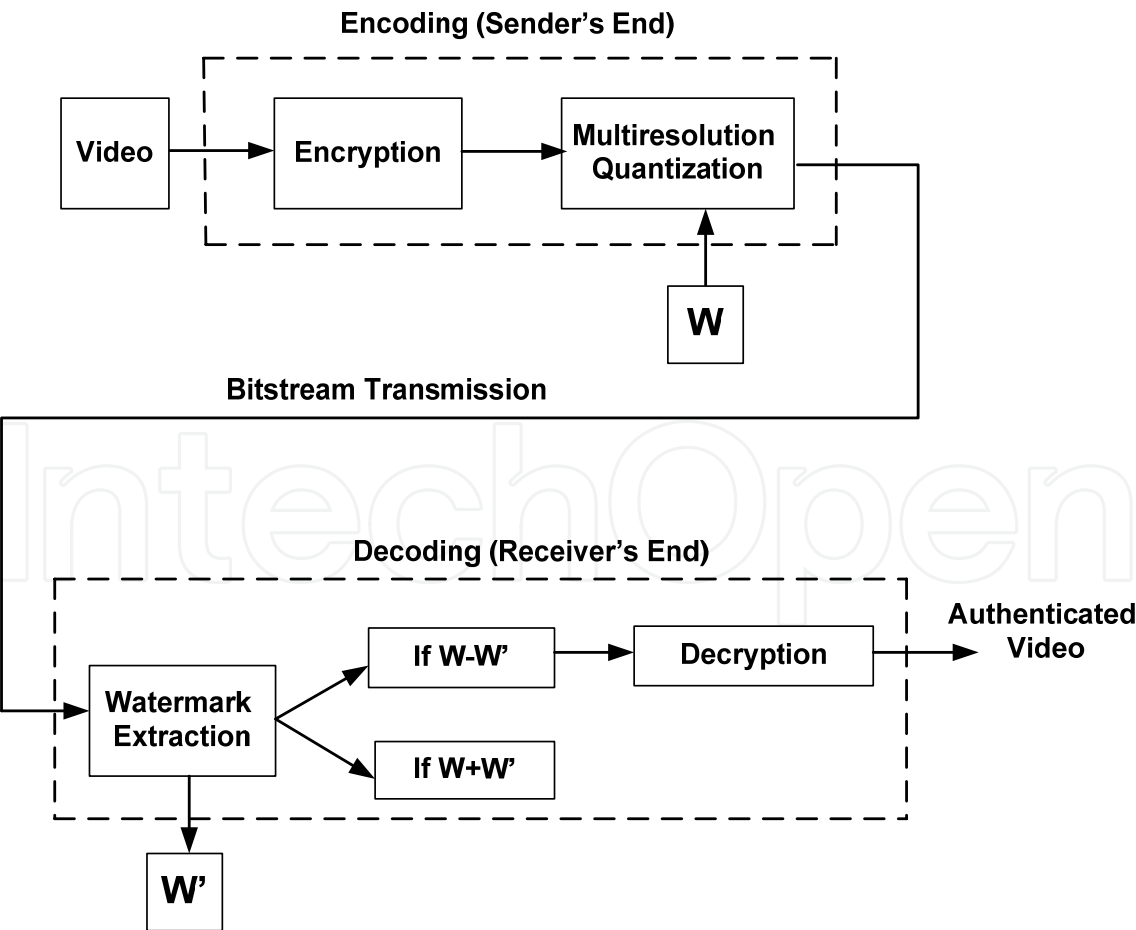 Encoding (Sender's End)
Video
Encryption
Multiresolution
Quantization
W
Bitstream Transmission
IntechOpen
Decoding (Receiver's End)
Authenticated
Video
If W-W'
Decryption
Watermark
Extraction
If W+W'
W'